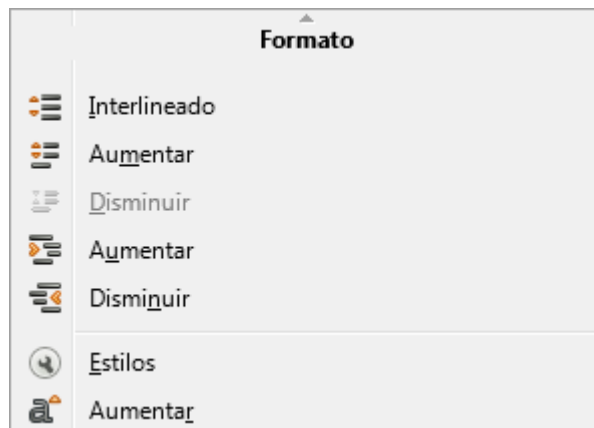 Formato
Interlineado
Aumentar
Disminuir
Aumentar
Disminuir
Estilos
Aumentar